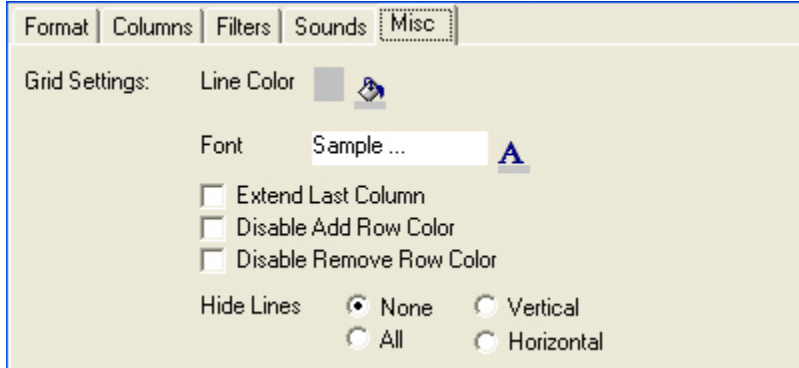 Format Columns Filters Sounds Misc
Grid Settings: Line Color
Font Sample ... A
Extend Last Column
Disable Add Row Color
Disable Remove Row Color
Hide Lines None Vertical
All Horizontal